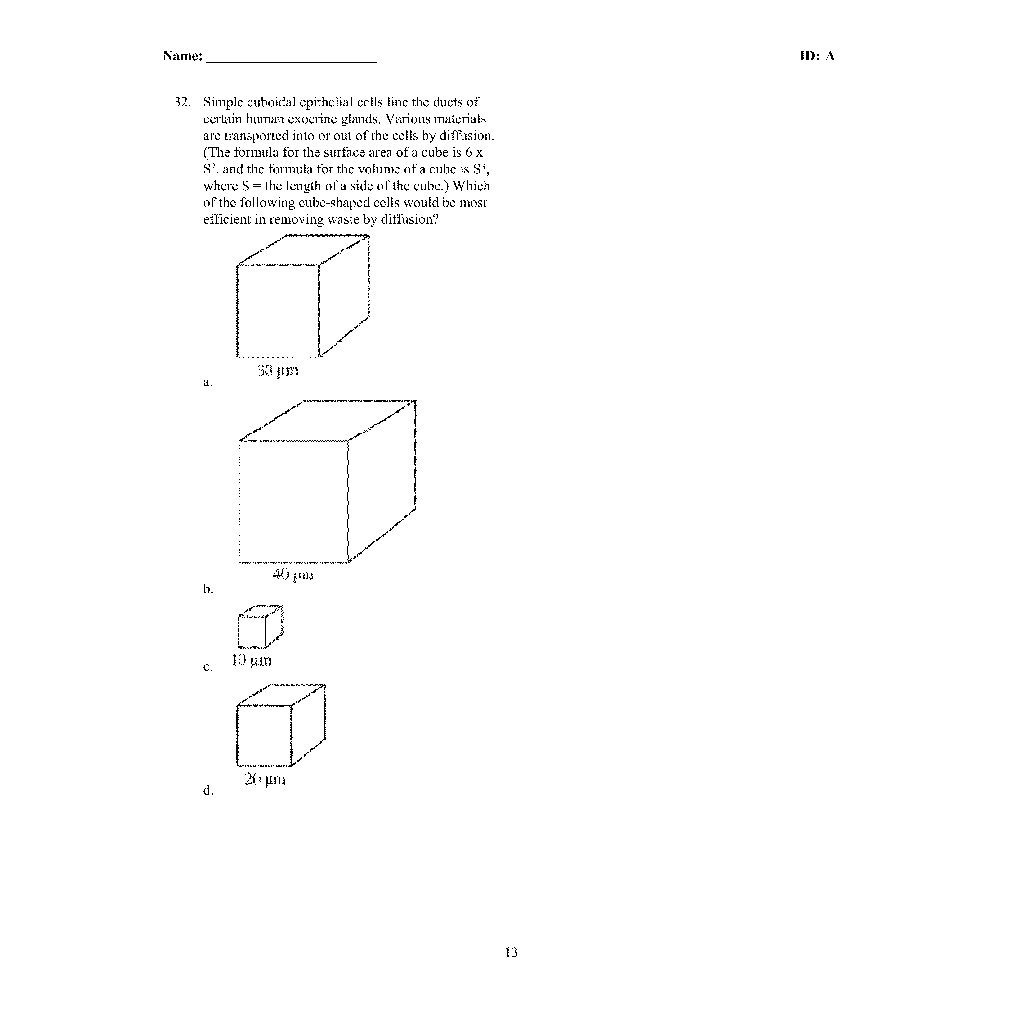 Name: ______________________
ID: A
32. Simple cuboidal epithelial cells line the ducts of
certain human exocrine glands. Various materials
are transported into or out of the cells by diffusion.
(The formula for the surface area of a cube is 6 x
S², and the formula for the volume of a cube is S³,
where S = the length of a side of the cube.) Which
of the following cube-shaped cells would be most
efficient in removing waste by diffusion?
30 µm
a.
40 µm
b.
10 µm
c.
20 µm
d.
13